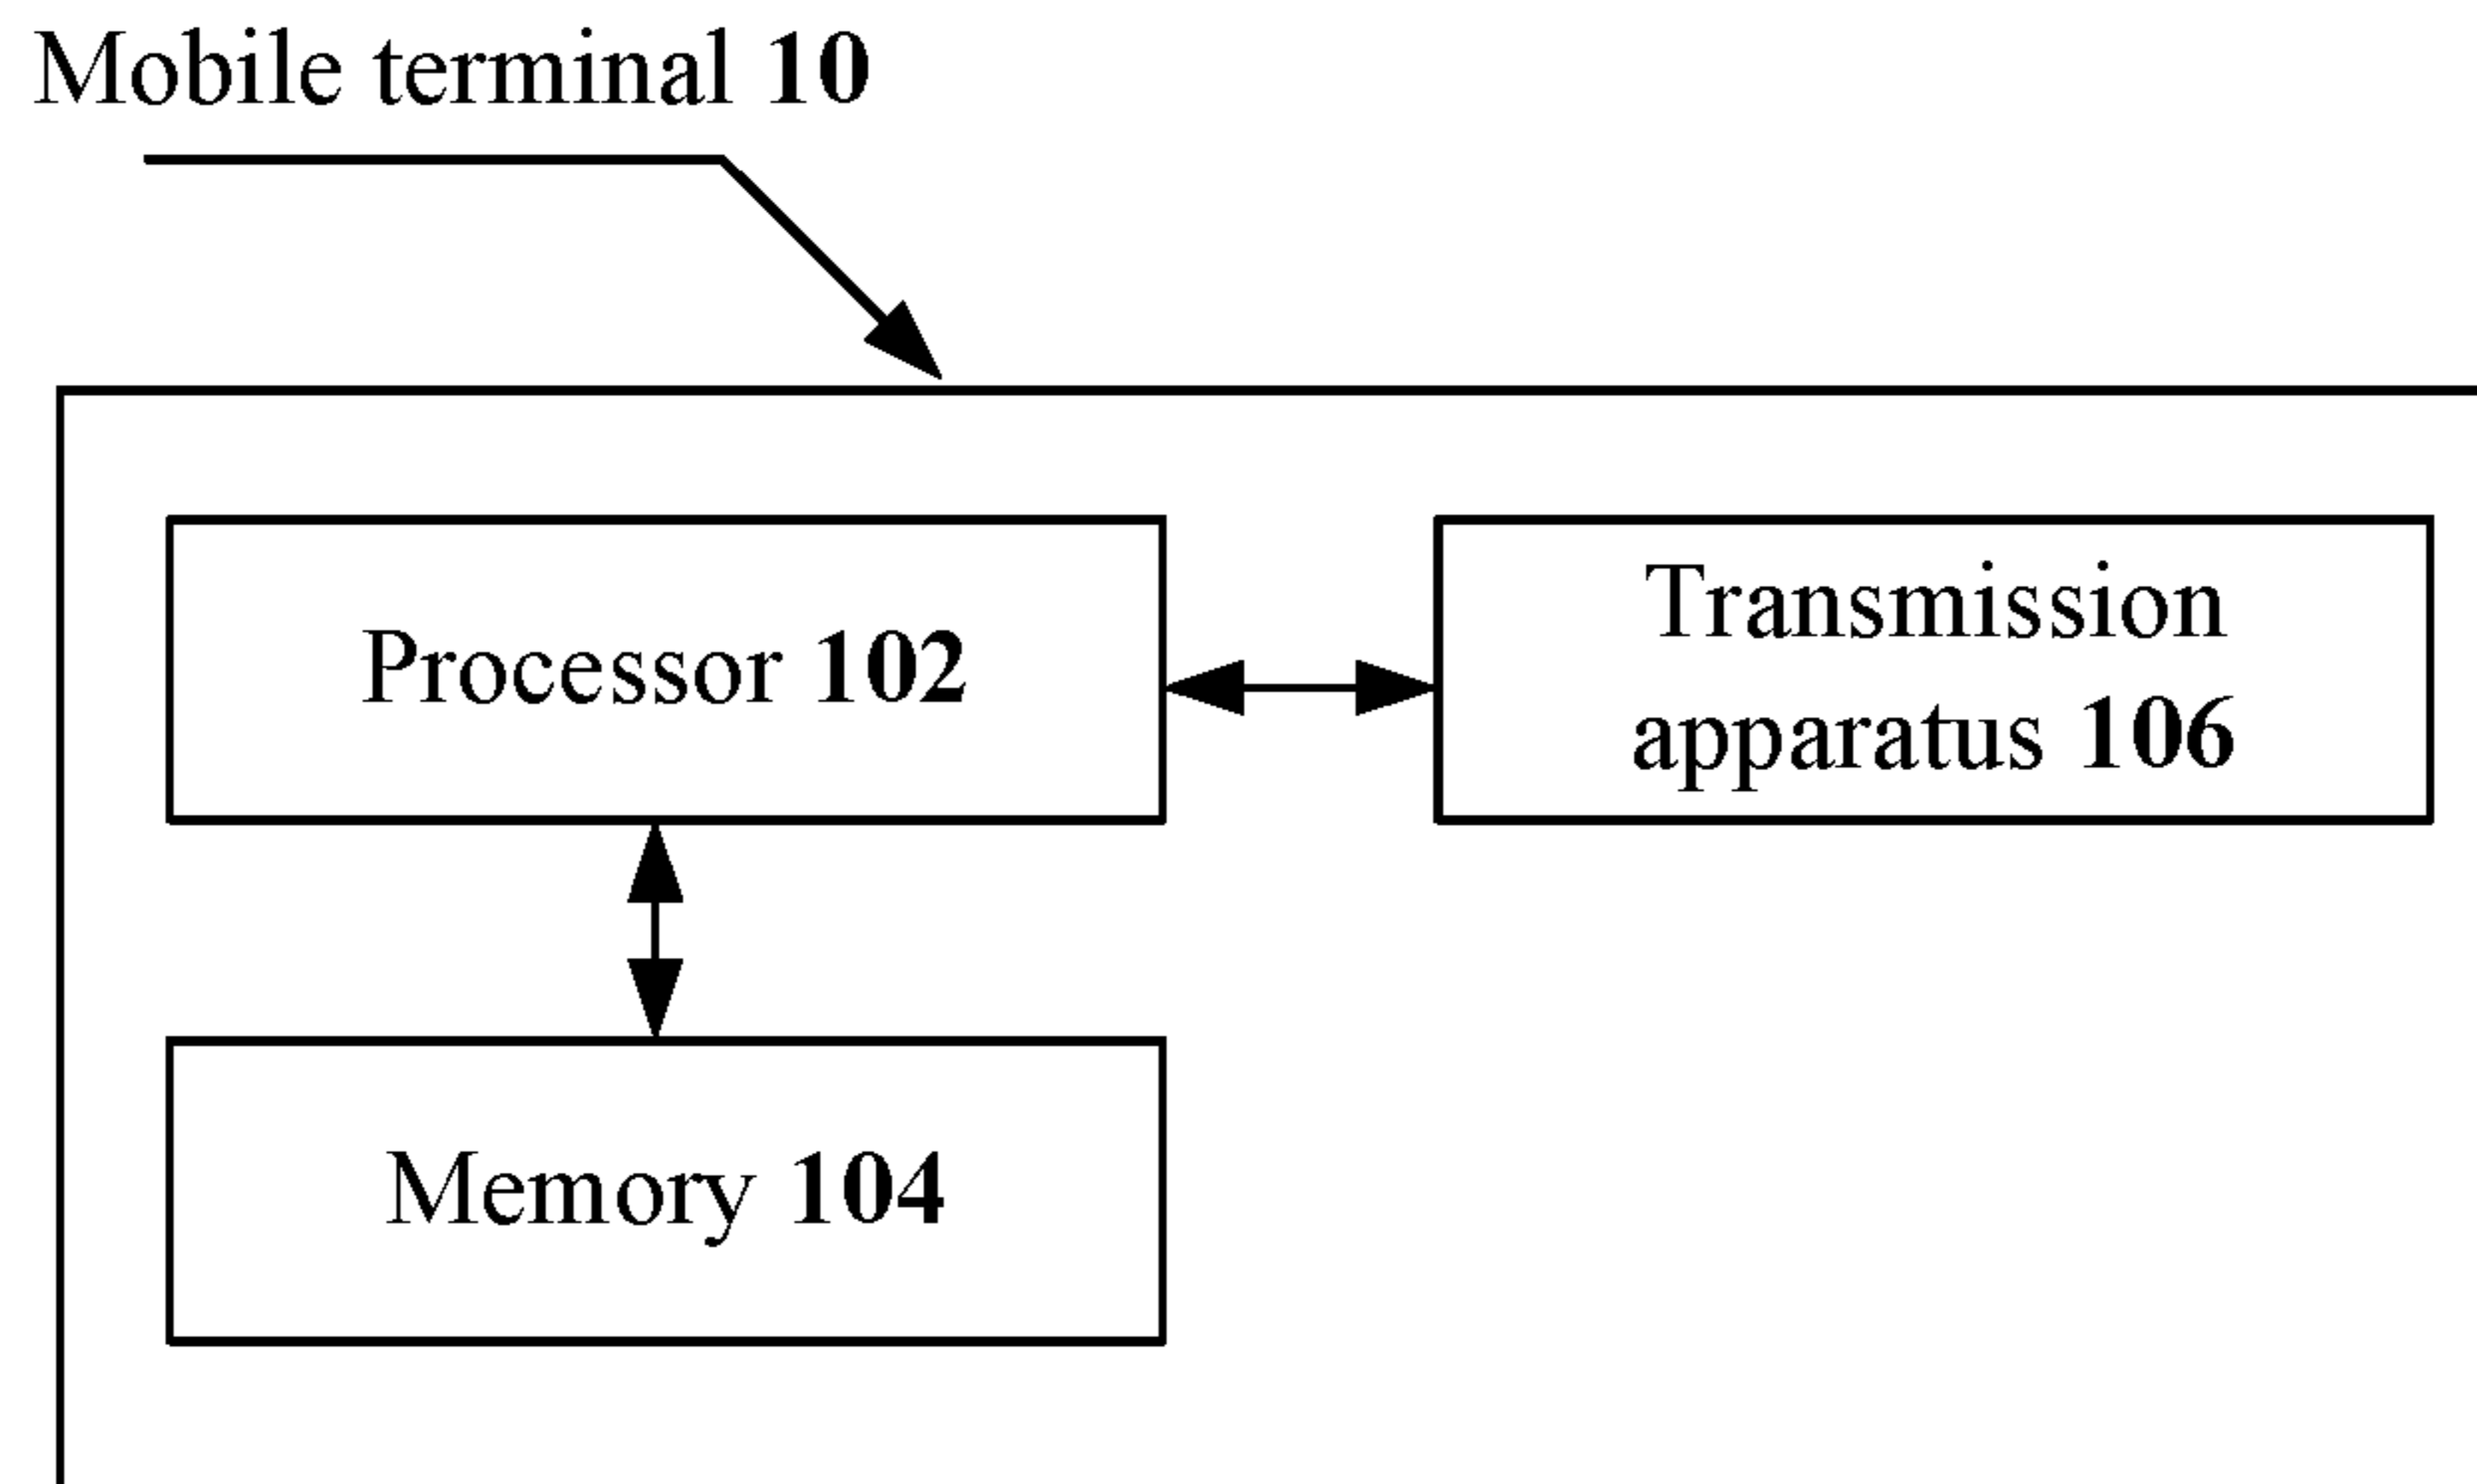 Mobile terminal 10
Processor 102
Transmission
apparatus 106
Memory 104